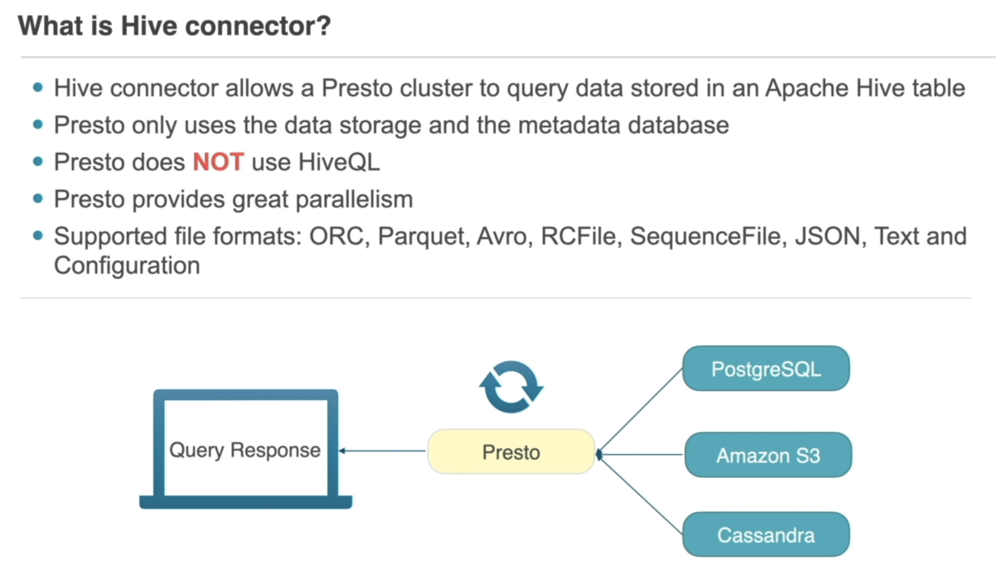 What is Hive connector?
Hive connector allows a Presto cluster to query data stored in an Apache Hive table
Presto only uses the data storage and the metadata database
Presto does NOT use HiveQL
Presto provides great parallelism
Supported file formats: ORC, Parquet, Avro, RCFile, SequenceFile, JSON, Text and
Configuration
PostgreSQL
Query Response
Presto
Amazon S3
Cassandra